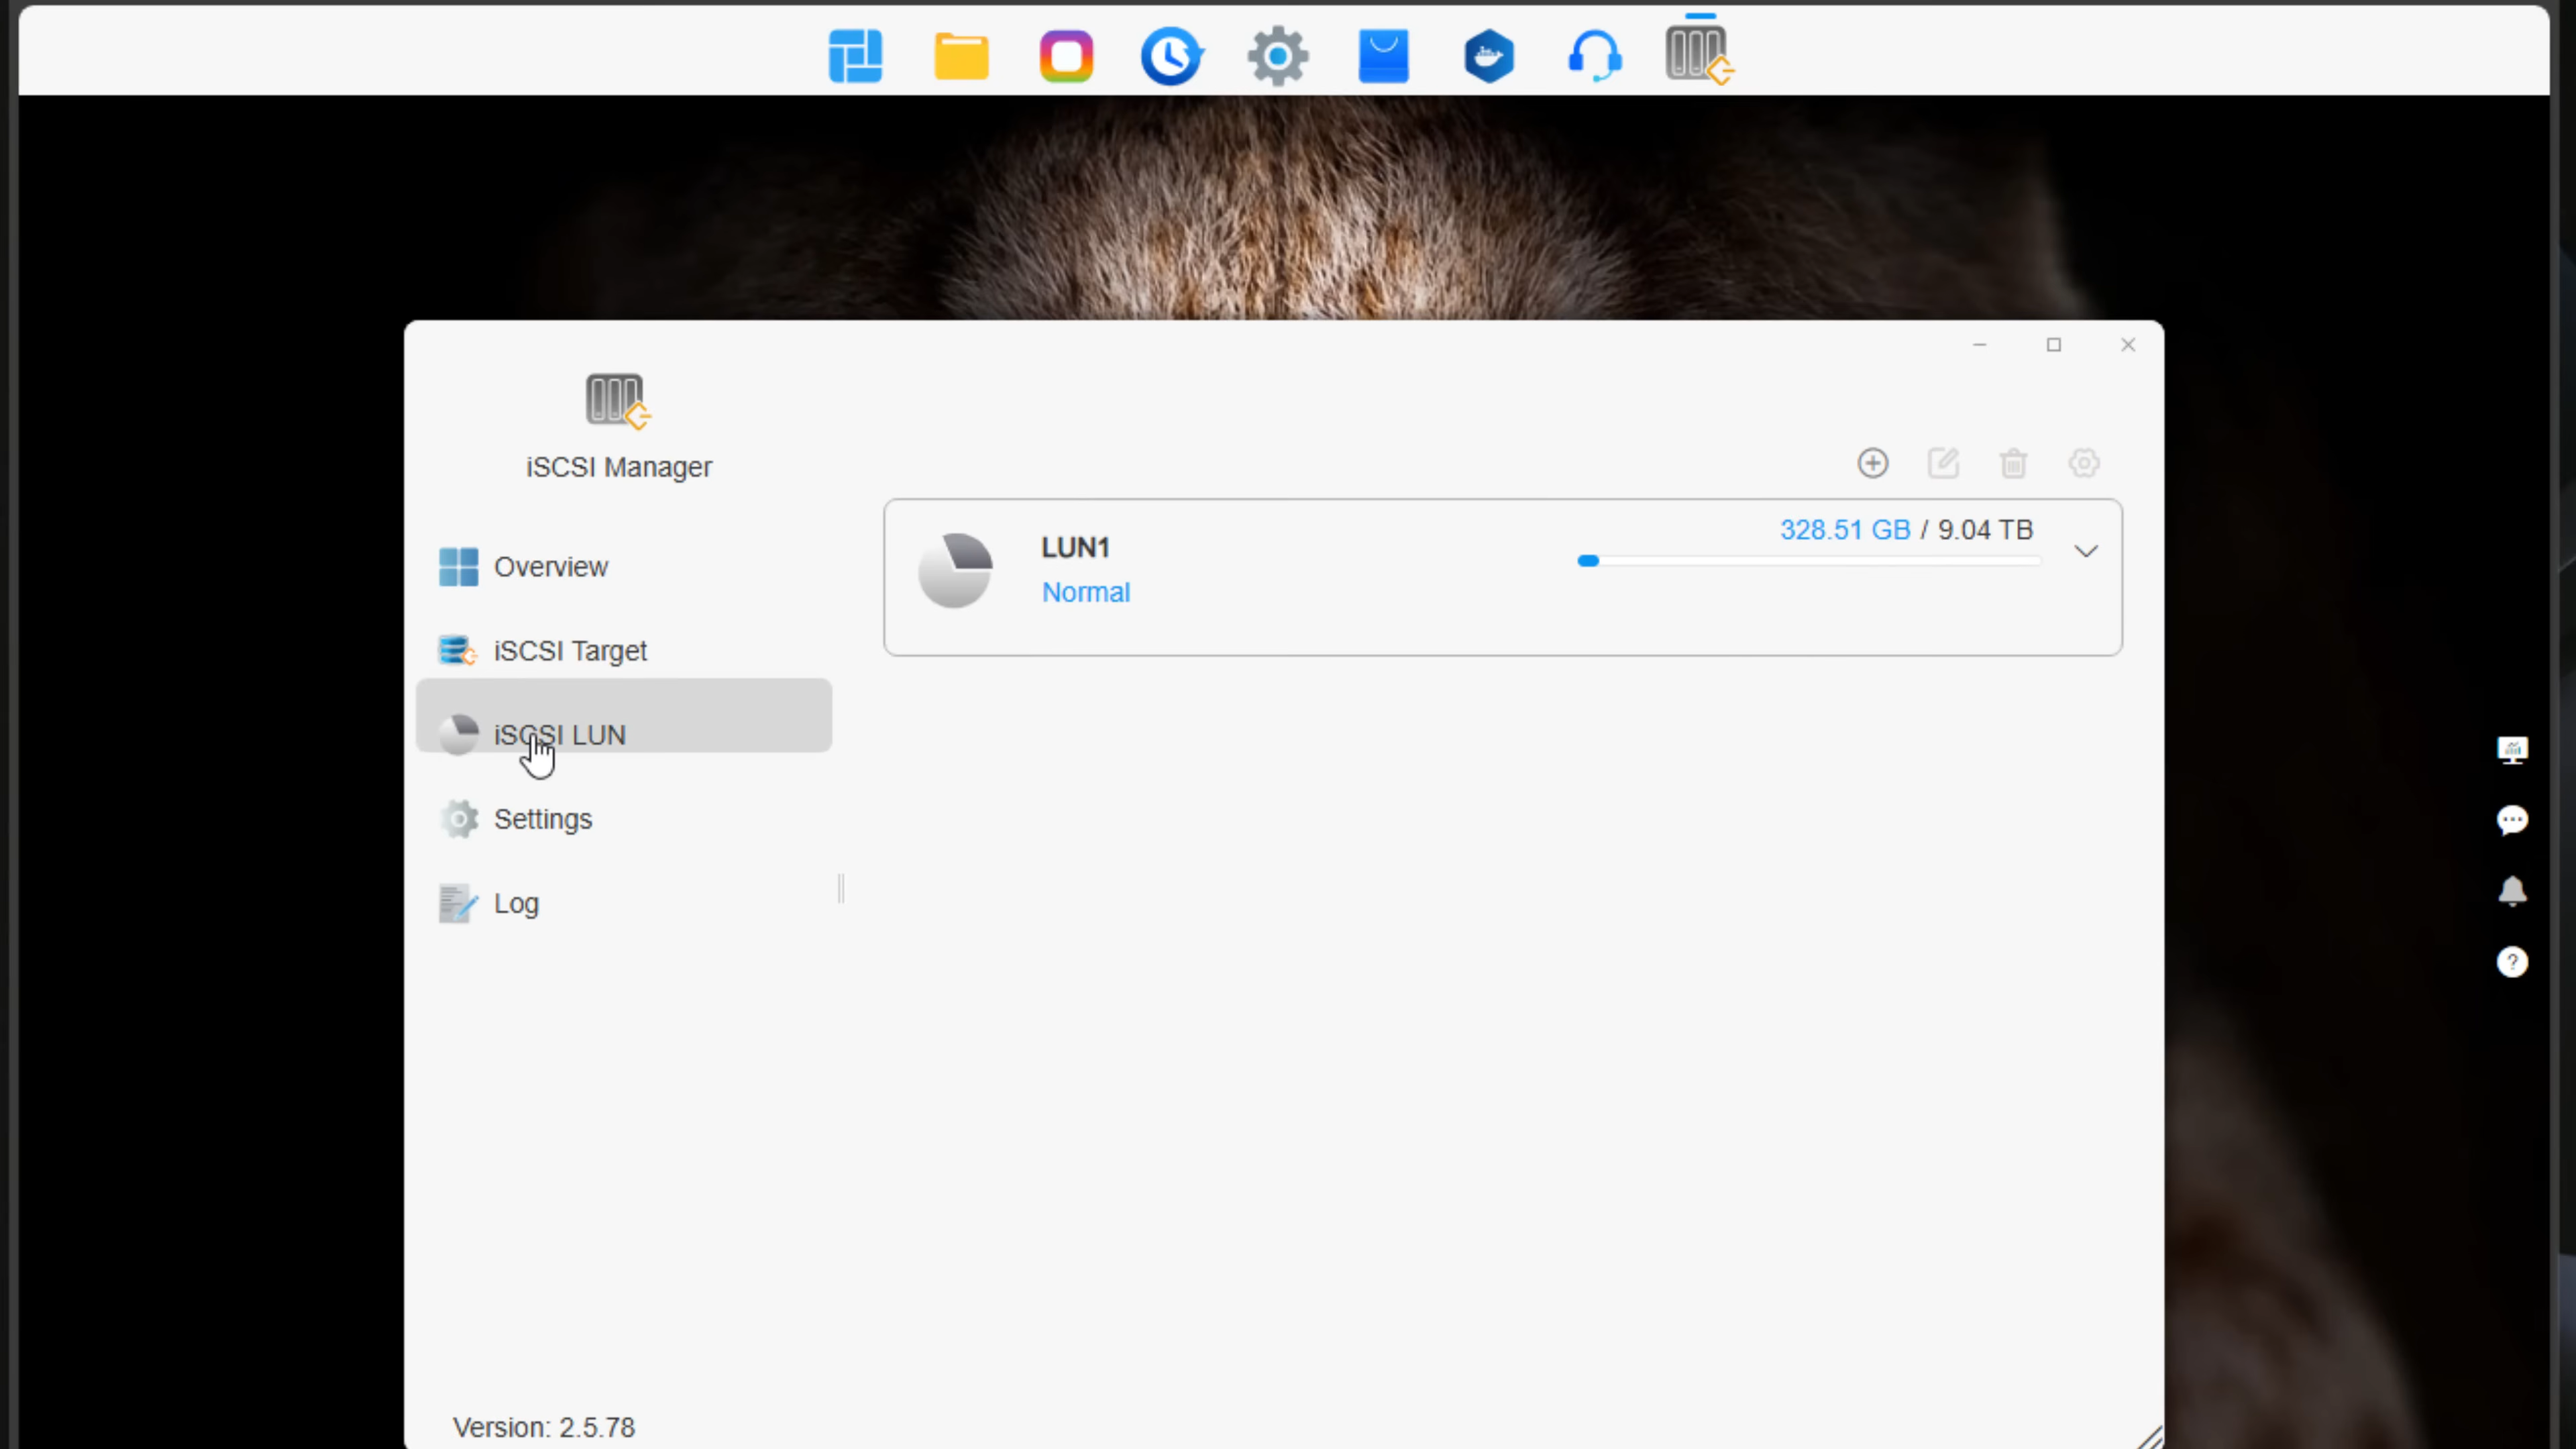 iSCSI Manager
Overview
iSCSI Target
iSCSI LUN
Settings
Log
Version: 2.5.78
LUN1
Normal
328.51 GB / 9.04 TB